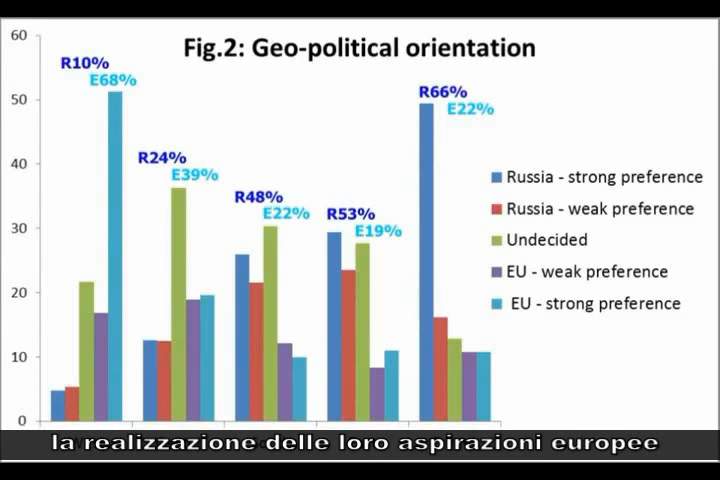 Fig.2: Geo-political orientation
60
50
40
30
20
10
0
R10%
E68%
R24%
E39%
R48%
E22%
R53%
E19%
R66%
E22%
Russia - strong preference
Russia - weak preference
Undecided
EU - weak preference
EU - strong preference
la realizzazione delle loro aspirazioni europee